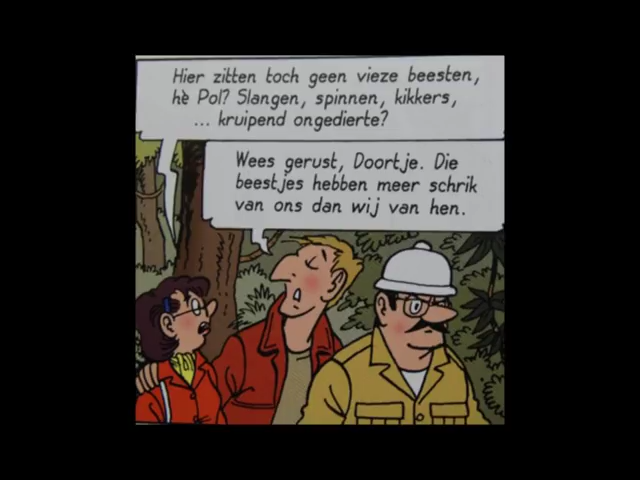 Hier zitten toch geen vieze beesten,
hè Pol? Slangen, spinnen, kikkers,
... kruipend ongedierte?
Wees gerust, Doortje. Die
beestjes hebben meer schrik
van ons dan wij van hen.